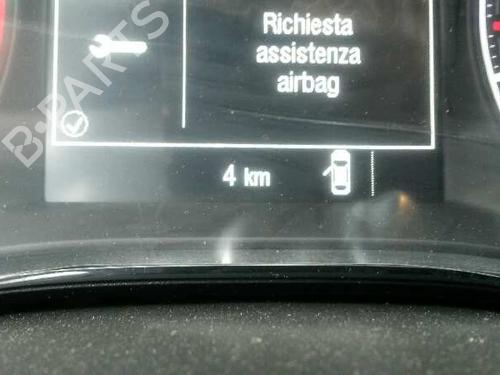 Richiesta
assistenza
airbag
B-PARTS
4 km